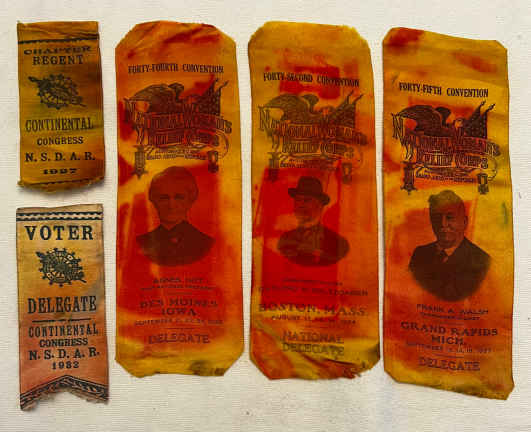 CHAPTER
REGENT
CONTINENTAL
CONGRESS
N. S. D. A. R.
1927
VOTER
DELEGATE
CONTINENTAL
CONGRESS
N. S. D. A. R.
1932
FORTY-FOURTH CONVENTION
NATIONAL WOMAN'S
RELIEF CORPS
DES MOINES,
IOWA
DELEGATE
FORTY-SECOND CONVENTION
NATIONAL WOMAN'S
RELIEF CORPS
BOSTON, MASS.
NATIONAL
DELEGATE
FORTY-FIFTH CONVENTION
NATIONAL WOMAN'S
RELIEF CORPS
FRANK A. WALSH
GRAND RAPIDS
MICH.
DELEGATE